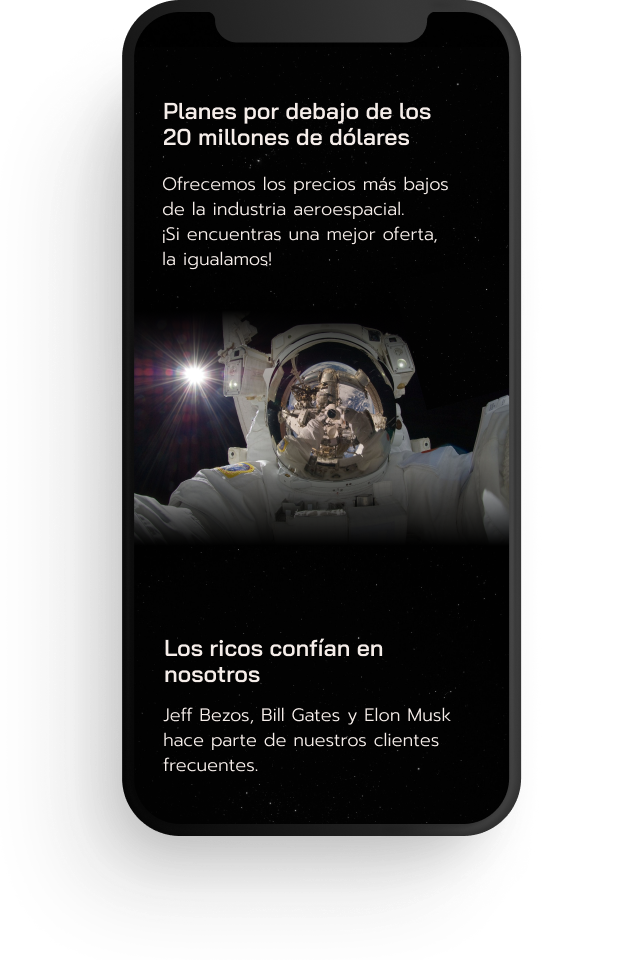 Planes por debajo de los
20 millones de dólares
Ofrecemos los precios más bajos
de la industria aeroespacial.
¡Si encuentras una mejor oferta,
la igualamos!
Los ricos confían en
nosotros
Jeff Bezos, Bill Gates y Elon Musk
hace parte de nuestros clientes
frecuentes.